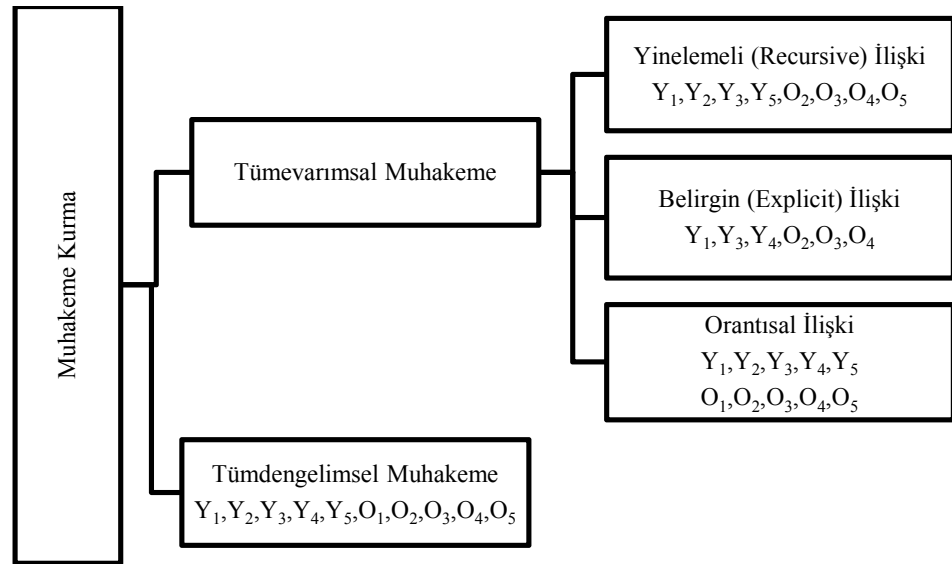 Muhakeme Kurma
Tümevarımsal Muhakeme
Yinelemeli (Recursive) İlişki
Y₁,Y₂,Y₃,Y₅,O₂,O₃,O₄,O₅
Belirgin (Explicit) İlişki
Y₁,Y₃,Y₄,O₂,O₃,O₄
Orantısal İlişki
Y₁,Y₂,Y₃,Y₄,Y₅
O₁,O₂,O₃,O₄,O₅
Tümdengelimsel Muhakeme
Y₁,Y₂,Y₃,Y₄,Y₅,O₁,O₂,O₃,O₄,O₅